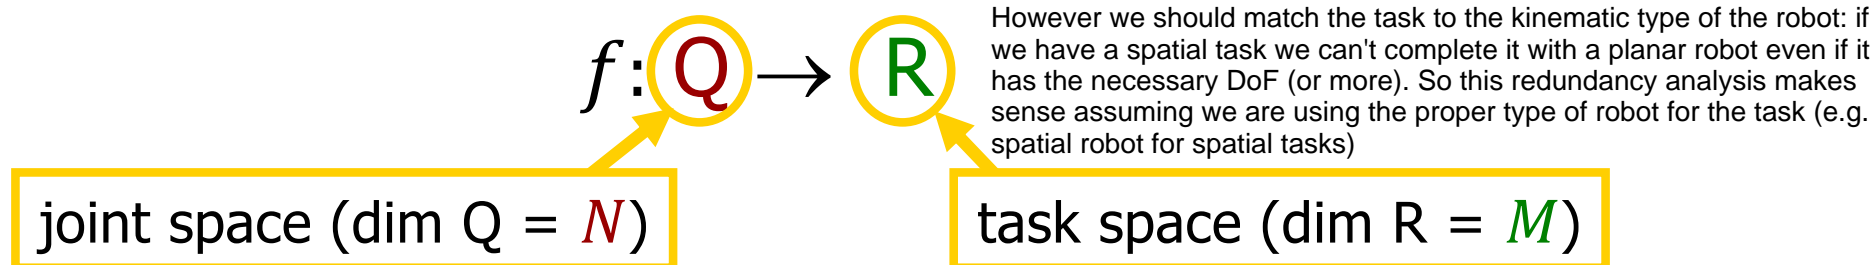 f: Q → R
However we should match the task to the kinematic type of the robot: if
we have a spatial task we can't complete it with a planar robot even if it
has the necessary DoF (or more). So this redundancy analysis makes
sense assuming we are using the proper type of robot for the task (e.g.
spatial robot for spatial tasks)
joint space (dim Q = N)
task space (dim R = M)